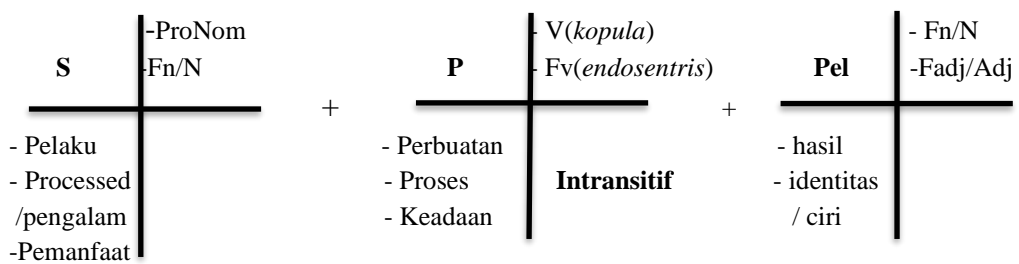 -ProNom
S -Fn/N
- Pelaku
- Processed
/pengalam
-Pemanfaat
+
- V(kopula)
P - Fv(endosentris)
- Perbuatan
- Proses Intransitif
- Keadaan
+
- Fn/N
Pel -Fadj/Adj
- hasil
- identitas
/ ciri